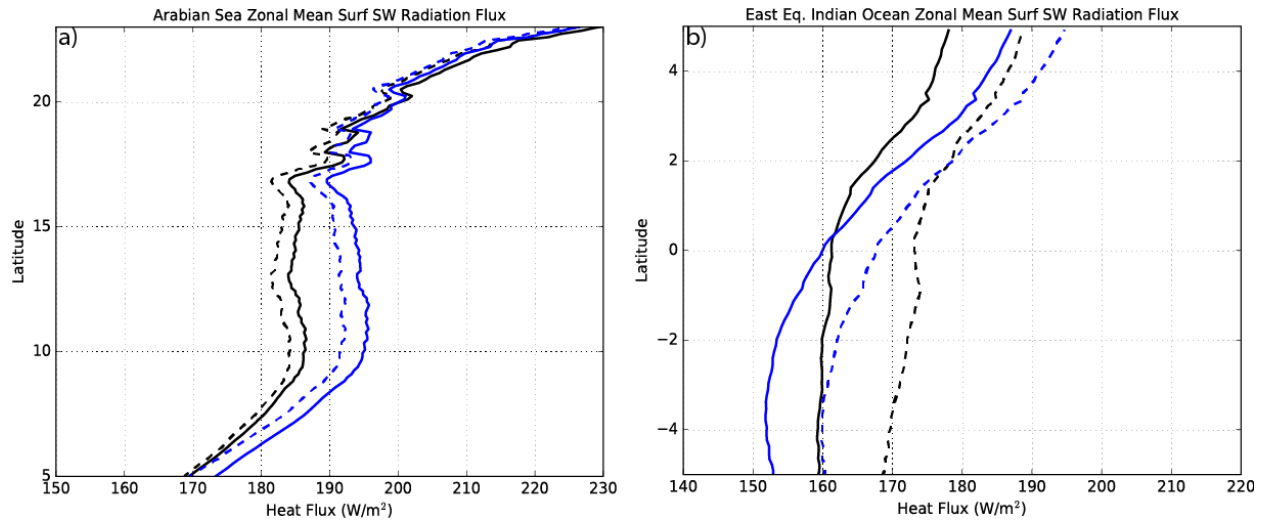 Arabian Sea Zonal Mean Surf SW Radiation Flux
a)
20
15
10
5
Latitude
150 160 170 180 190 200 210 220 230
Heat Flux (W/m²)
East Eq. Indian Ocean Zonal Mean Surf SW Radiation Flux
b)
4
2
0
−2
−4
Latitude
140 150 160 170 180 190 200 210 220
Heat Flux (W/m²)